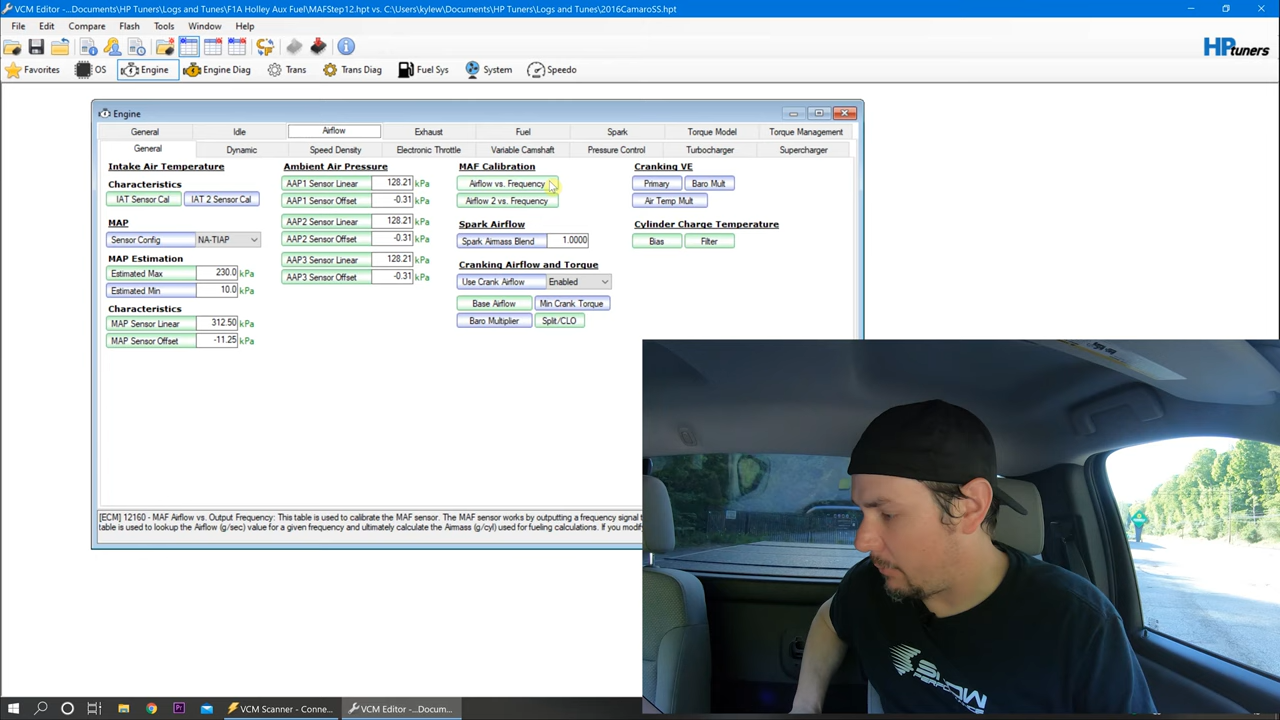 VCM Editor -...Documents\HP Tuners\Logs and Tunes\F1A Holley Aux Fuel\MAFStep12.hpt vs. C:\Users\kylew\Documents\HP Tuners\Logs and Tunes\2016CamaroSS.hpt
File Edit Compare Flash Tools Window Help
HPtuners
Favorites OS Engine Engine Diag Trans Trans Diag Fuel Sys System Speedo
Engine
General Idle Airflow Exhaust Fuel Spark Torque Model Torque Management
General Dynamic Speed Density Electronic Throttle Variable Camshaft Pressure Control Turbocharger Supercharger
Intake Air Temperature
Characteristics
IAT Sensor Cal IAT 2 Sensor Cal
MAP
Sensor Config NA-TIAP
MAP Estimation
Estimated Max 230.0 kPa
Estimated Min 10.0 kPa
Characteristics
MAP Sensor Linear 312.50 kPa
MAP Sensor Offset -11.25 kPa
Ambient Air Pressure
AAP1 Sensor Linear 128.21 kPa
AAP1 Sensor Offset -0.31 kPa
AAP2 Sensor Linear 128.21 kPa
AAP2 Sensor Offset -0.31 kPa
AAP3 Sensor Linear 128.21 kPa
AAP3 Sensor Offset -0.31 kPa
MAF Calibration
Airflow vs. Frequency
Airflow 2 vs. Frequency
Spark Airflow
Spark Airmass Blend 1.0000
Cranking Airflow and Torque
Use Crank Airflow Enabled
Base Airflow Min Crank Torque
Baro Multiplier Split/CLO
Cranking VE
Primary Baro Mult
Air Temp Mult
Cylinder Charge Temperature
Bias Filter
[ECM] 12160 - MAF Airflow vs. Output Frequency: This table is used to calibrate the MAF sensor. The MAF sensor works by outputting a frequency signal t
table is used to lookup the Airflow (g/sec) value for a given frequency and ultimately calculate the Airmass (g/cyl) used for fueling calculations. If you modify
VCM Scanner - Conne... VCM Editor -...Docum...